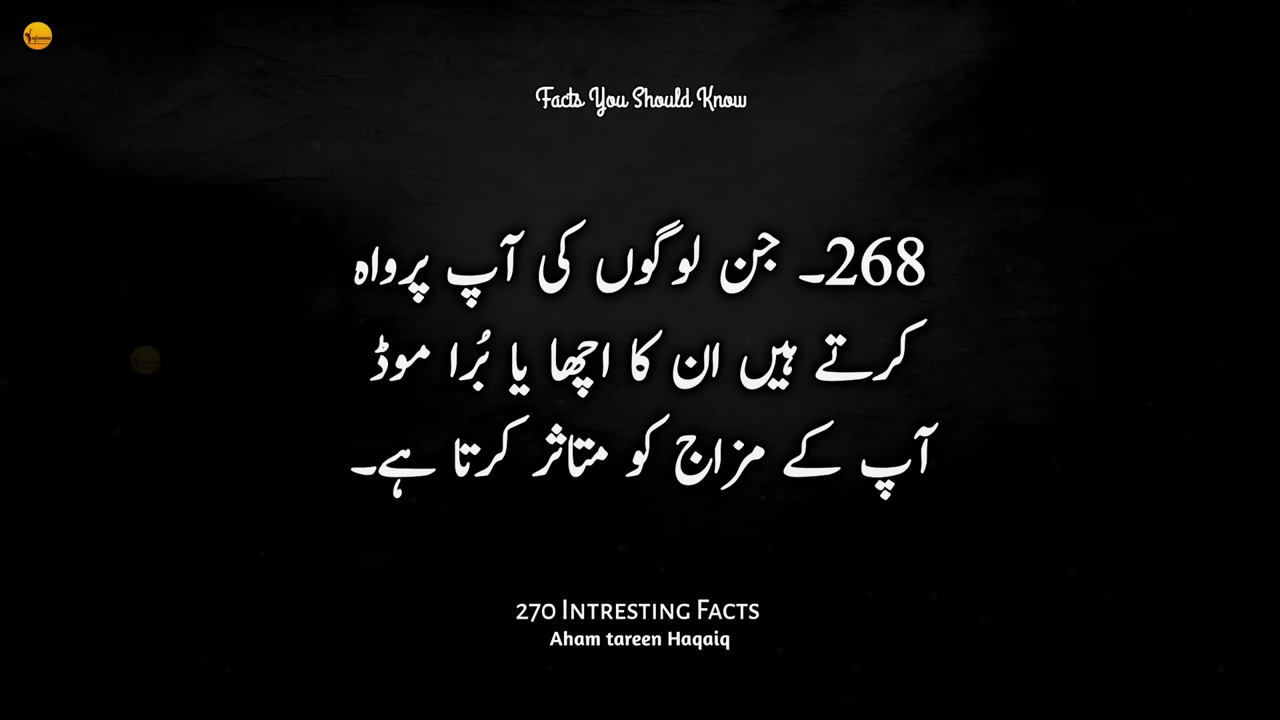 Facts You Should Know
268۔ جن لوگوں کی آپ پرواہ
کرتے ہیں ان کا اچھا یا بُرا موڈ
آپ کے مزاج کو متاثر کرتا ہے۔
270 Intresting Facts
Aham tareen Haqaiq